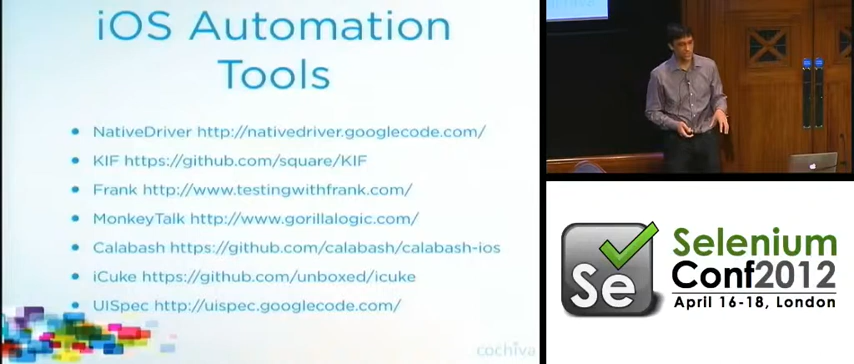 iOS Automation
Tools
• NativeDriver http://nativedriver.googlecode.com/
• KIF https://github.com/square/KIF
• Frank http://www.testingwithfrank.com/
• MonkeyTalk http://www.gorillalogic.com/
• Calabash https://github.com/calabash/calabash-ios
• iCuke https://github.com/unboxed/icuke
• UISpec http://uispec.googlecode.com/
cochiva
Se
Selenium
Conf2012
April 16-18, London